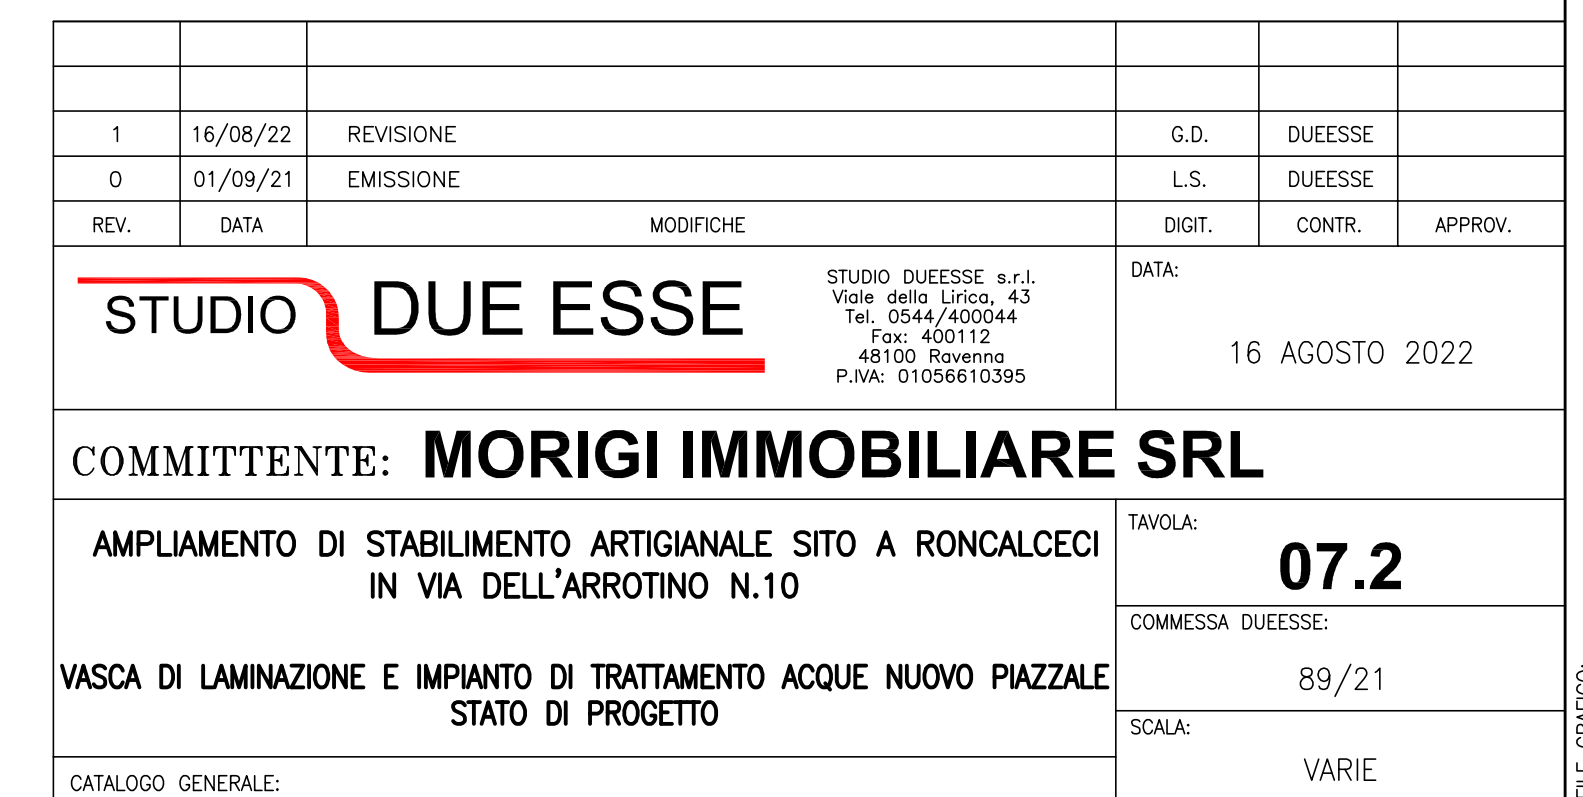 1 16/08/22 REVISIONE G.D. DUEESSE
0 01/09/21 EMISSIONE L.S. DUEESSE
REV. DATA MODIFICHE DIGIT. CONTR. APPROV.
STUDIO DUE ESSE
STUDIO DUEESSE s.r.l.
Viale della Lirica, 43
Tel. 0544/400044
Fax: 400112
48100 Ravenna
P.IVA: 01056610395
DATA:
16 AGOSTO 2022
COMMITTENTE: MORIGI IMMOBILIARE SRL
AMPLIAMENTO DI STABILIMENTO ARTIGIANALE SITO A RONCALCECI
IN VIA DELL'ARROTINO N.10
VASCA DI LAMINAZIONE E IMPIANTO DI TRATTAMENTO ACQUE NUOVO PIAZZALE
STATO DI PROGETTO
TAVOLA:
07.2
COMMESSA DUEESSE:
89/21
SCALA:
VARIE
CATALOGO GENERALE:
FILE GRAFICO: